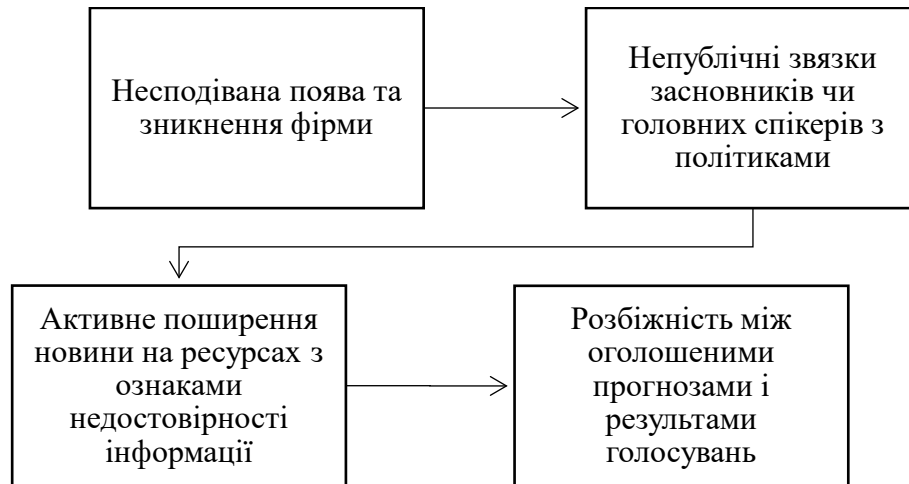 Несподівана поява та
зникнення фірми
Непублічні звязки
засновників чи
головних спікерів з
політиками
Активне поширення
новини на ресурсах з
ознаками
недостовірності
інформації
Розбіжність між
оголошеними
прогнозами і
результами
голосувань